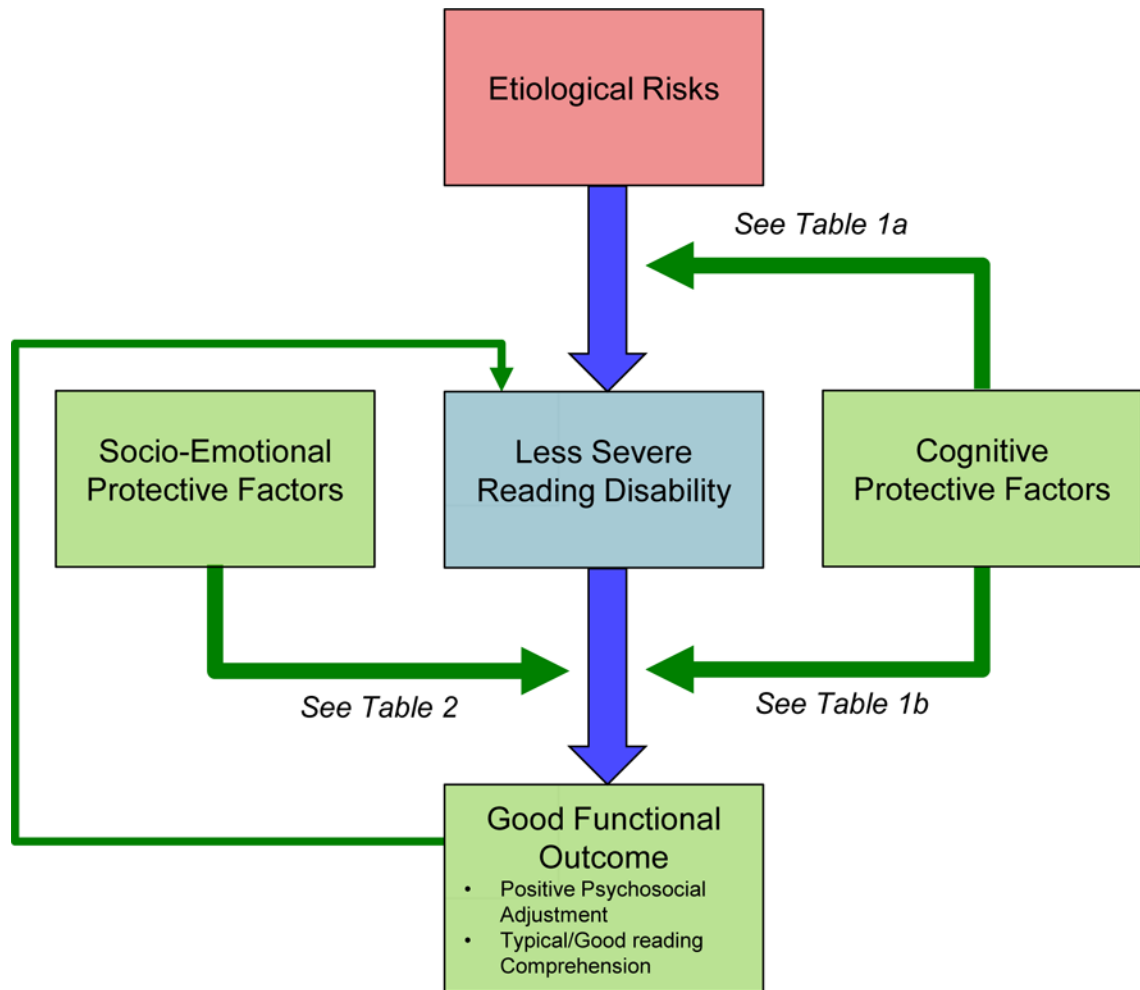 Etiological Risks
See Table 1a
Socio-Emotional
Protective Factors
Less Severe
Reading Disability
Cognitive
Protective Factors
See Table 2
See Table 1b
Good Functional
Outcome
• Positive Psychosocial
Adjustment
• Typical/Good reading
Comprehension